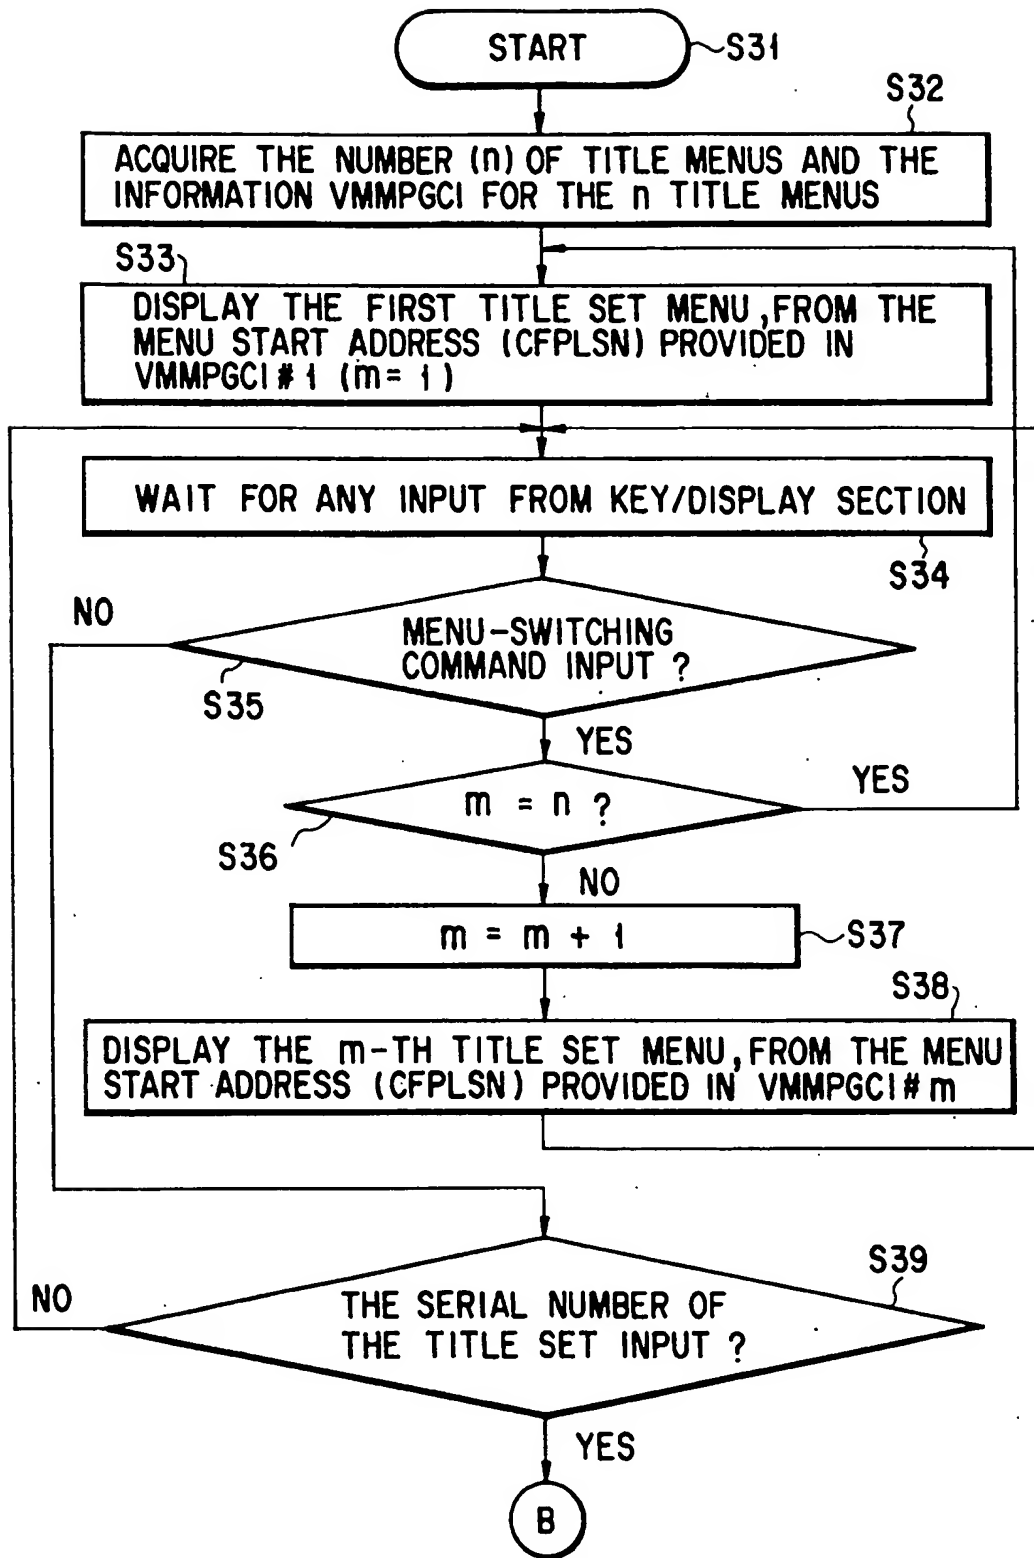 START
S31
S32
ACQUIRE THE NUMBER (n) OF TITLE MENUS AND THE
INFORMATION VMMPGCI FOR THE n TITLE MENUS
S33
DISPLAY THE FIRST TITLE SET MENU, FROM THE
MENU START ADDRESS (CFPLSN) PROVIDED IN
VMMPGCI # 1 (m = 1)
WAIT FOR ANY INPUT FROM KEY/DISPLAY SECTION
S34
NO
MENU-SWITCHING
COMMAND INPUT ?
S35
YES
YES
m = n ?
S36
NO
m = m + 1
S37
S38
DISPLAY THE m-TH TITLE SET MENU, FROM THE MENU
START ADDRESS (CFPLSN) PROVIDED IN VMMPGCI # m
S39
NO
THE SERIAL NUMBER OF
THE TITLE SET INPUT ?
YES
B